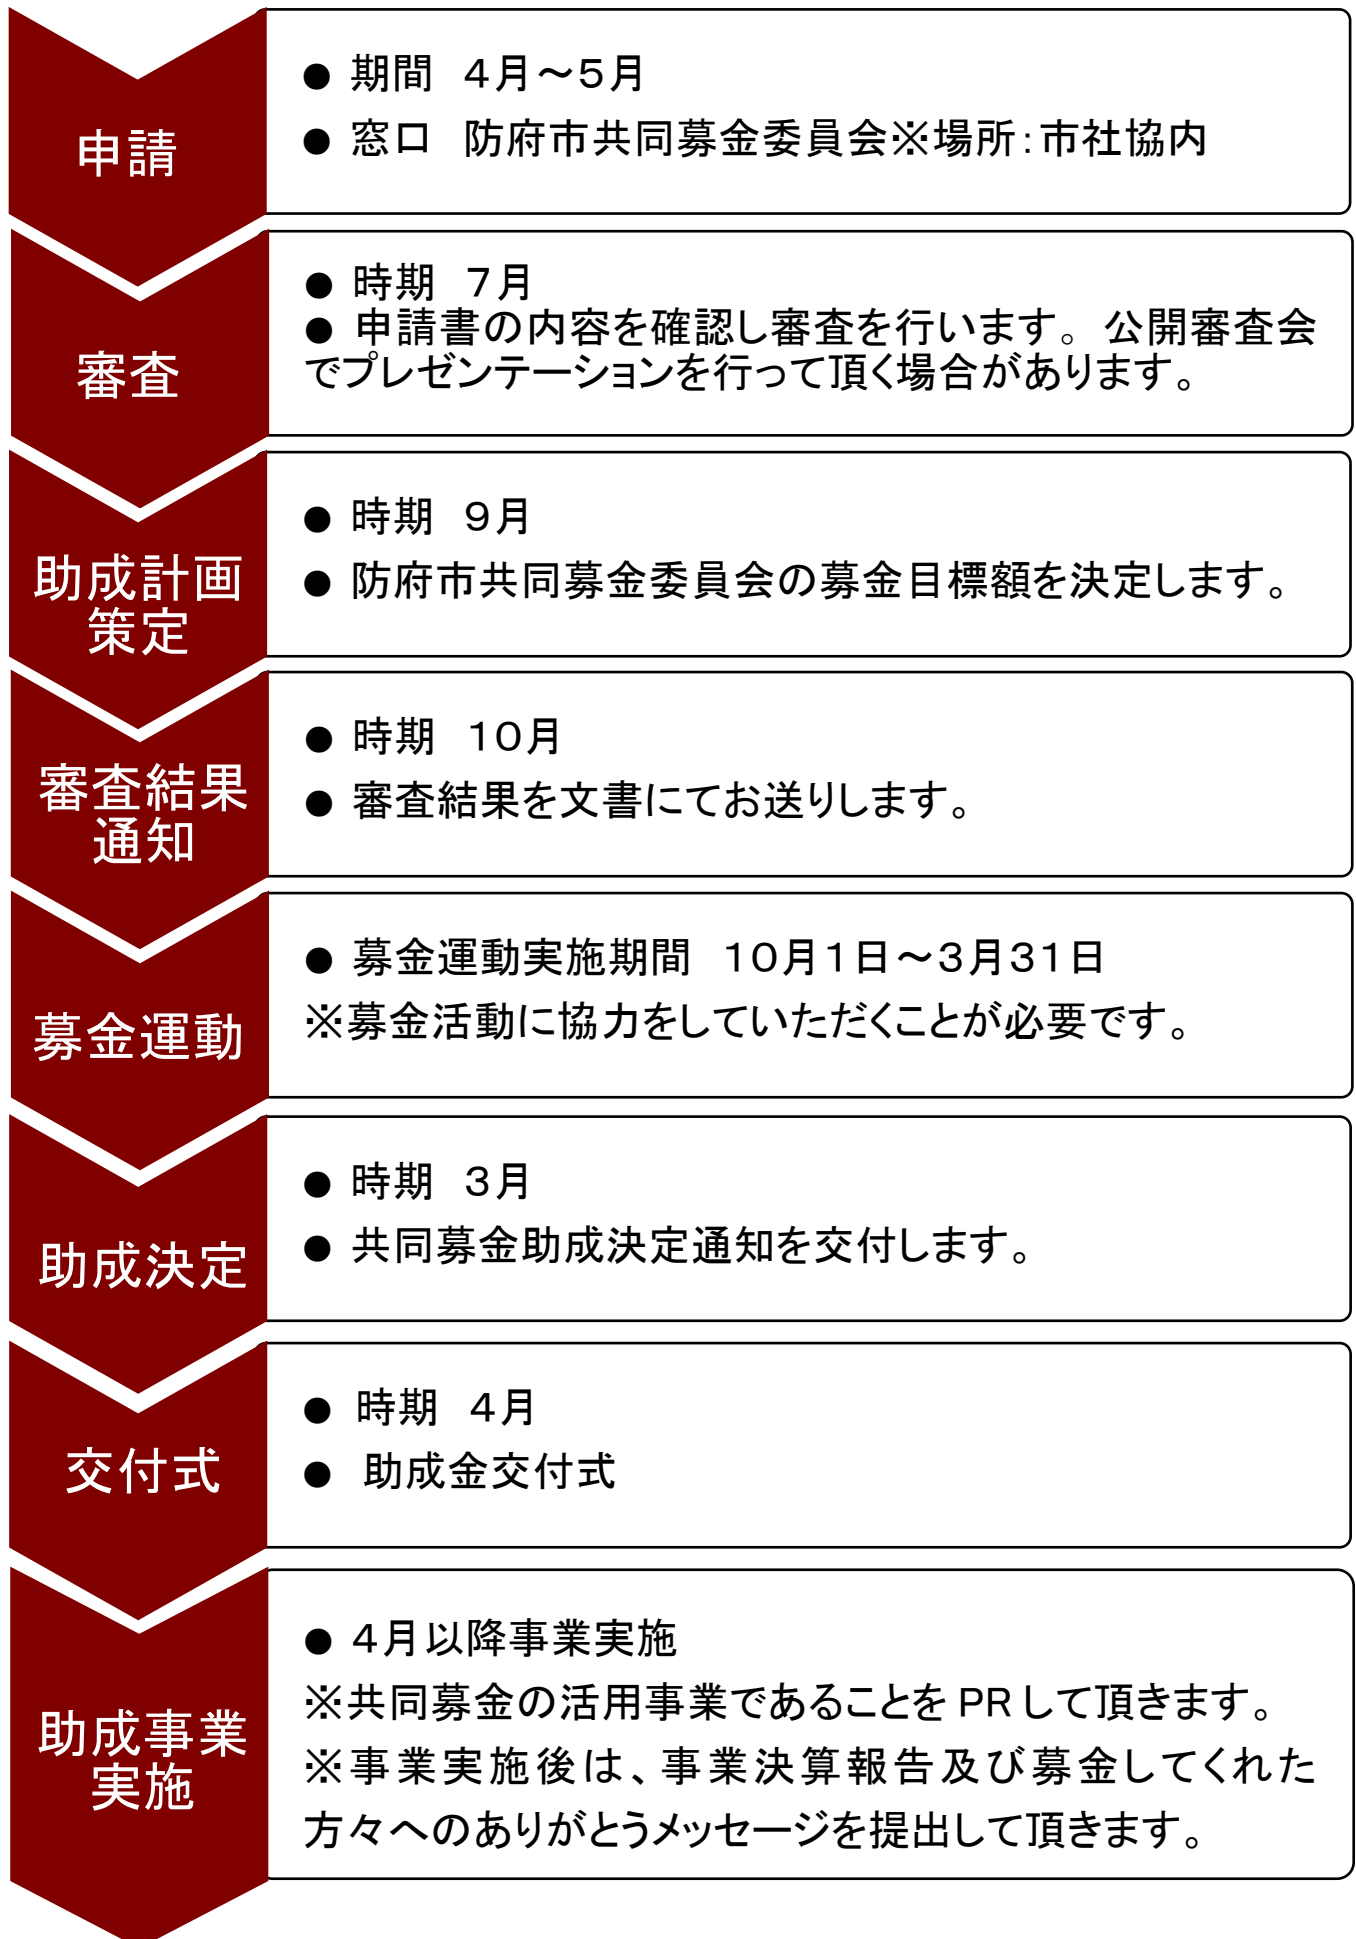 申請
● 期間　４月～５月
● 窓口　防府市共同募金委員会※場所：市社協内
審査
● 時期　７月
● 申請書の内容を確認し審査を行います。公開審査会
でプレゼンテーションを行って頂く場合があります。
助成計画
策定
● 時期　９月
● 防府市共同募金委員会の募金目標額を決定します。
審査結果
通知
● 時期　１０月
● 審査結果を文書にてお送りします。
募金運動
● 募金運動実施期間　１０月１日～３月３１日
※募金活動に協力をしていただくことが必要です。
助成決定
● 時期　３月
● 共同募金助成決定通知を交付します。
交付式
● 時期　４月
● 助成金交付式
助成事業
実施
● ４月以降事業実施
※共同募金の活用事業であることを PR して頂きます。
※事業実施後は、事業決算報告及び募金してくれた
方々へのありがとうメッセージを提出して頂きます。